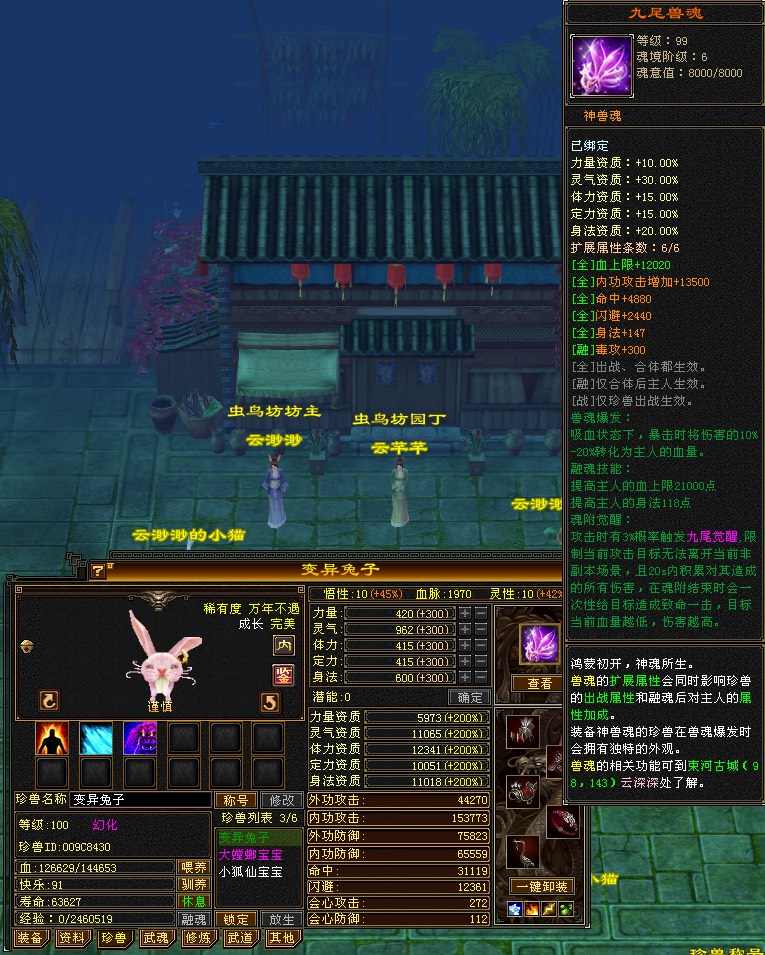 九尾兽魂
等级：99
魂境阶级：6
魂意值：8000/8000
神兽魂
已绑定
力量资质：+10.00%
灵气资质：+30.00%
体力资质：+15.00%
定力资质：+15.00%
身法资质：+20.00%
扩展属性条数：6/6
[全]血上限+12020
[全]内功攻击增加+13500
[全]命中+4880
[全]闪避+2440
[全]身法+147
[融]毒攻+300
[全]出战、合体都生效。
[融]仅合体后主人生效。
[战]仅珍兽出战生效。
兽魂爆发：
吸血状态下，暴击时将伤害的10%
-20%转化为主人的血量。
融魂技能：
提高主人的血上限21000点
提高主人的身法118点
魂附觉醒：
攻击时有3%概率触发九尾觉醒,限
制当前攻击目标无法离开当前非
副本场景，且20s内积累对其造成
的所有伤害，在魂附结束时会一
次性给目标造成致命一击，目标
当前血量越低，伤害越高。
鸿蒙初开，神魂所生。
兽魂的扩展属性会同时影响珍兽
的出战属性和融魂后对主人的属
性加成。
装备神兽魂的珍兽在兽魂爆发时
会拥有独特的外观。
兽魂的相关功能可到束河古城（9
8，143）云深深处了解。
虫鸟坊坊主
云渺渺
虫鸟坊园丁
云芊芊
云渺渺
云渺渺的小猫
小猫
珍兽称号
? 变异兔子
稀有度 万年不遇
成长 完美
内
鉴
谨慎
珍兽名称 变异兔子 称号 修改
等级:100 幻化
珍兽ID:009C8430
血:126629/144653 喂养
快乐:91 驯养
寿命:63627 休息
经验：0/2460519 融魂 锁定 放生
珍兽列表 3/6
变异兔子
大螳螂宝宝
小狐仙宝宝
悟性:10(+45%) 血脉:1970 灵性:10(+42%
力量: 420(+300)
灵气: 962(+300)
体力: 415(+300)
定力: 415(+300)
身法: 600(+300)
潜能:0 确定
力量资质 5973(+200%)
灵气资质 11065(+200%)
体力资质 12341(+200%)
定力资质 10051(+200%)
身法资质 11018(+200%)
外功攻击: 44270
内功攻击: 153773
外功防御: 75823
内功防御: 65559
命中: 31119
闪避: 12361
会心攻击: 272
会心防御: 112
查看
一键卸装
装备 资料 珍兽 武魂 修炼 武道 其他